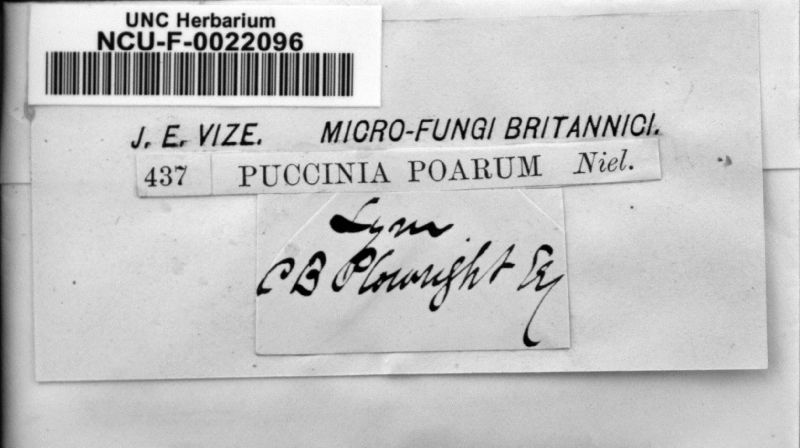 UNC Herbarium
NCU-F-0022096
J. E. VIZE. MICRO-FUNGI BRITANNICI.
437 PUCCINIA POARUM Niel.
Lynn
C B Plowright Esq